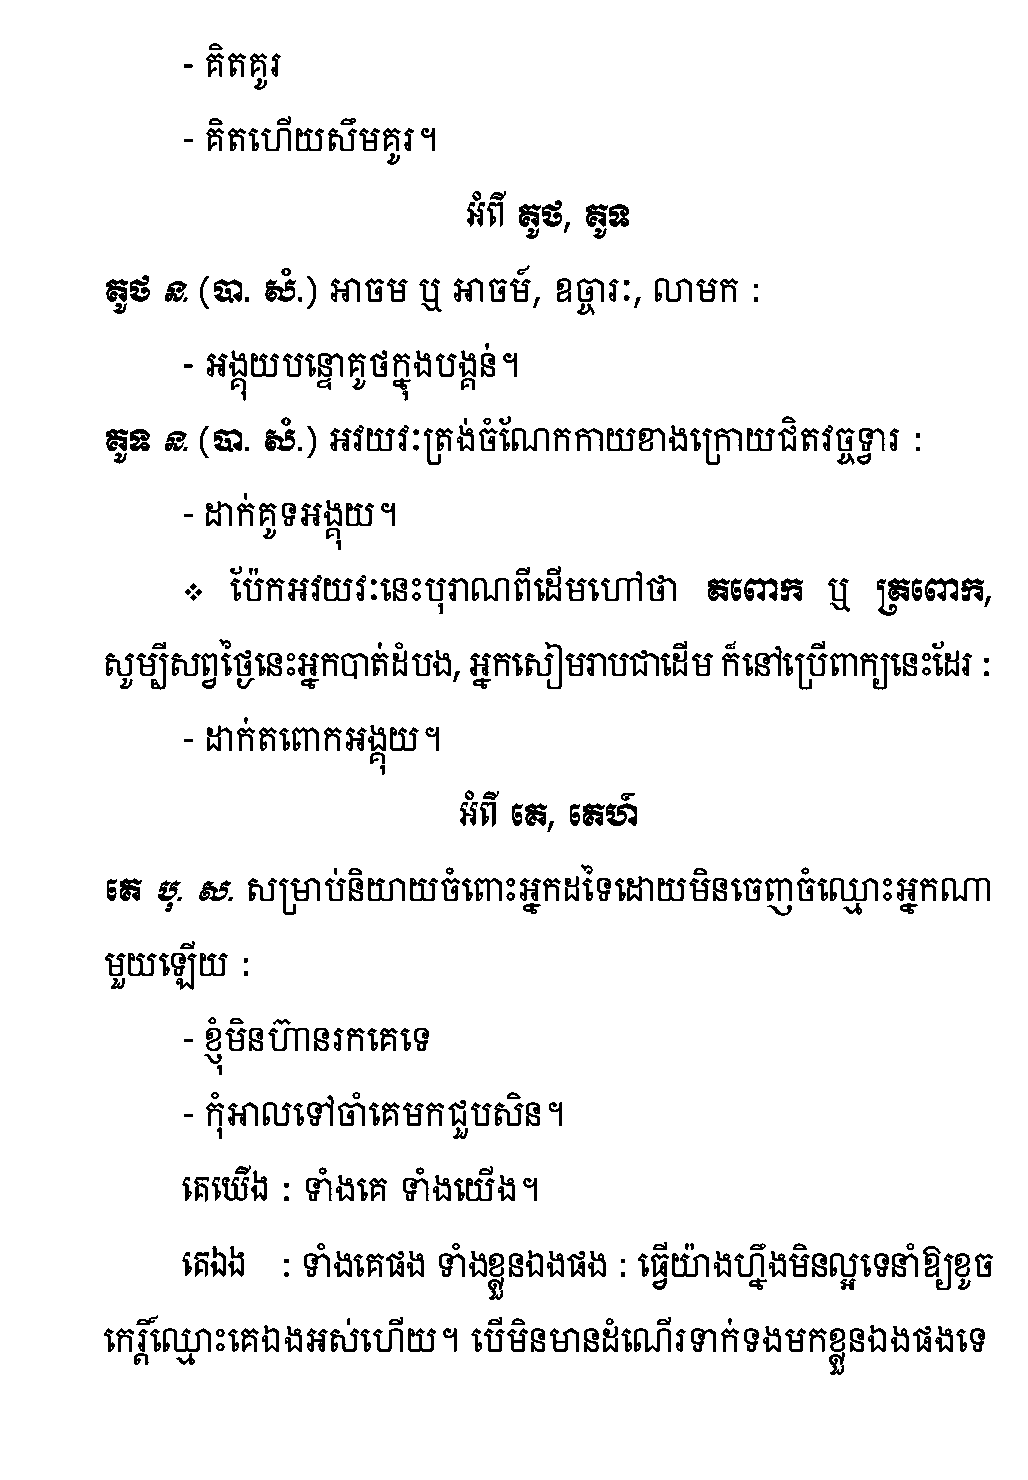 - គិតគូរ
- គិតហើយសឹមគូរ។
អំពី គូថ, គូទ
គូថ ន. (បា. សំ.) អាចម ឬ អាចម៍, ឧច្ចារៈ, លាមក :
- អង្គុយបន្ទោគូថក្នុងបង្គន់។
គូទ ន. (បា. សំ.) អវយវៈត្រង់ចំណែកកាយខាងក្រោយជិតវច្ចទ្វារ :
- ដាក់គូទអង្គុយ។
❖ ប៉ែកអវយវៈនេះបុរាណពីដើមហៅថា តពោក ឬ ត្រពោក,
សូម្បីសព្វថ្ងៃនេះអ្នកបាត់ដំបង, អ្នកសៀមរាបជាដើម ក៏នៅប្រើពាក្យនេះដែរ :
- ដាក់តពោកអង្គុយ។
អំពី គេ, គេហ៍
គេ បុ. ស. សម្រាប់និយាយចំពោះអ្នកដទៃដោយមិនចេញចំឈ្មោះអ្នកណា
មួយឡើយ :
- ខ្ញុំមិនហ៊ានរកគេទេ
- កុំអាលទៅចាំគេមកជួបសិន។
គេយើង : ទាំងគេ ទាំងយើង។
គេឯង : ទាំងគេផង ទាំងខ្លួនឯងផង : ធ្វើយ៉ាងហ្នឹងមិនល្អទេនាំឱ្យខូច
កេរ្តិ៍ឈ្មោះគេឯងអស់ហើយ។ បើមិនមានដំណើរទាក់ទងមកខ្លួនឯងផងទេ